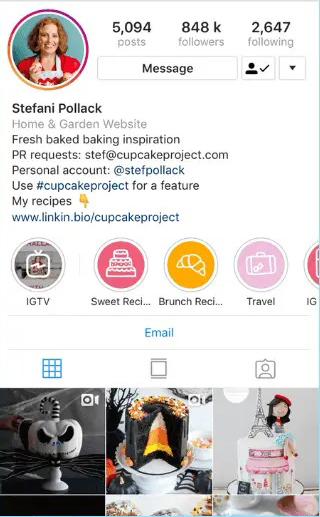 5,094 848 k 2,647
posts followers following
Message
Stefani Pollack
Home & Garden Website
Fresh baked baking inspiration
PR requests: stef@cupcakeproject.com
Personal account: @stefpollack
Use #cupcakeproject for a feature
My recipes 👇
www.linkin.bio/cupcakeproject
IGTV Sweet Reci... Brunch Reci... Travel IG
Email